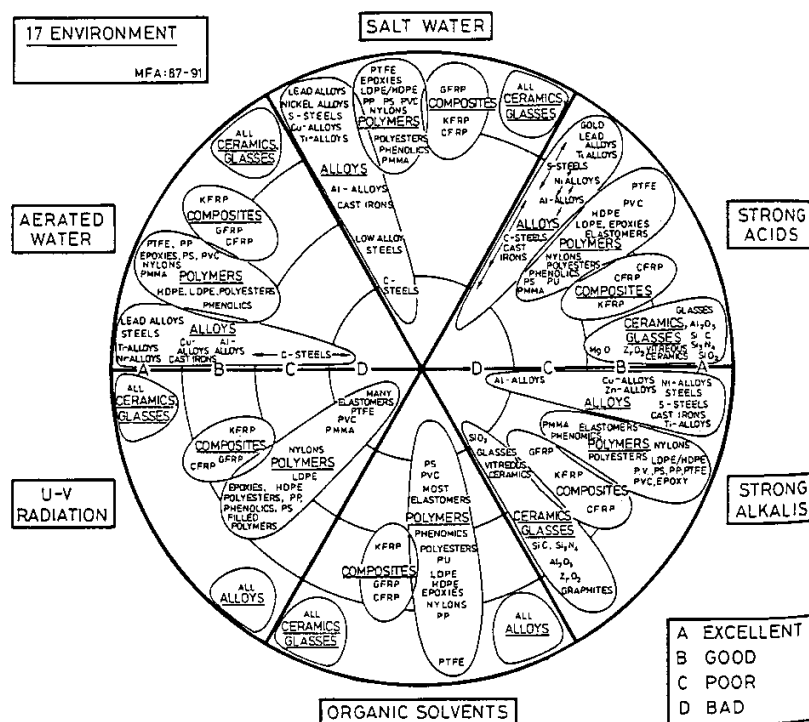 17 ENVIRONMENT
MFA:87-91
SALT WATER
LEAD ALLOYS
NICKEL ALLOYS
S-STEELS
Cu-ALLOYS
Ti-ALLOYS
ALLOYS
Al-ALLOYS
CAST IRONS
LOW ALLOY
STEELS
C-
STEELS
PTFE
EPOXIES
LDPE/HDPE
PP PS PVC
NYLONS
POLYMERS
POLYESTERS
PHENOLICS
PMMA
GFRP
COMPOSITES
KFRP
CFRP
ALL
CERAMICS
GLASSES
STRONG
ACIDS
GOLD
LEAD
ALLOYS
Ti ALLOYS
S-STEELS
Ni ALLOYS
Al-ALLOYS
ALLOYS
C-STEELS
CAST
IRONS
PTFE
PVC
HDPE
LDPE, EPOXIES
ELASTOMERS
POLYMERS
NYLONS
POLYESTERS
PHENOLICS
PS PU
PMMA
CFRP
CFRP
COMPOSITES
KFRP
GLASSES
CERAMICS, Al2O3
GLASSES Si C
Si3N4
MgO ZrO2 VITREOUS
CERAMICS SiO2
AERATED
WATER
ALL
CERAMICS,
GLASSES
KFRP
COMPOSITES
GFRP
CFRP
PTFE, PP
EPOXIES, PS, PVC
NYLONS
PMMA POLYMERS
HDPE, LDPE, POLYESTERS
PHENOLICS
LEAD ALLOYS
STEELS
ALLOYS
Ti-ALLOYS
Ni-ALLOYS
Cu-
ALLOYS
Al-
ALLOYS
CAST IRONS
C-STEELS
A B C D
D C B A
U-V
RADIATION
ALL
CERAMICS
GLASSES
MANY
ELASTOMERS
PTFE
PVC
PMMA
KFRP
COMPOSITES
CFRP GFRP
NYLONS
POLYMERS
LDPE
EPOXIES, HDPE
POLYESTERS, PP,
PHENOLICS, PS
FILLED
POLYMERS
ALL
ALLOYS
ORGANIC SOLVENTS
ALL
CERAMICS
GLASSES
KFRP
COMPOSITES
GFRP
CFRP
PS
PVC
MOST
ELASTOMERS
POLYMERS
PHENOMICS
POLYESTERS
PU
LDPE
HDPE
EPOXIES
NYLONS
PP
PTFE
ALL
ALLOYS
STRONG
ALKALIS
Al-ALLOYS
Cu-ALLOYS
Zn-ALLOYS
ALLOYS
Ni-ALLOYS
STEELS
S-STEELS
CAST IRONS
Ti-ALLOYS
PMMA ELASTOMERS
PHENOMICS
POLYMERS NYLONS
POLYESTERS LDPE/HDPE
P.V, PS, PP, PTFE
PVC, EPOXY
GFRP
KFRP
COMPOSITES
CFRP
SiO2
GLASSES
VITREOUS
CERAMICS
CERAMICS
GLASSES
SiC, Si3N4
Al2O3
ZrO2
GRAPHITES
A EXCELLENT
B GOOD
C POOR
D BAD